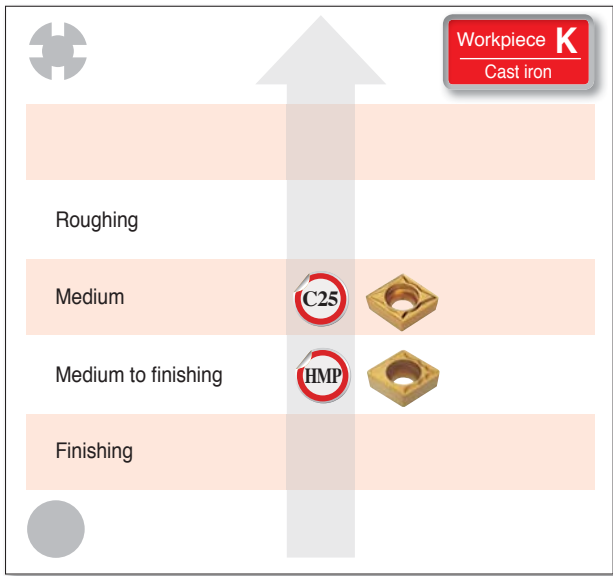 Workpiece K
Cast iron
Roughing
Medium
C25
Medium to finishing
HMP
Finishing